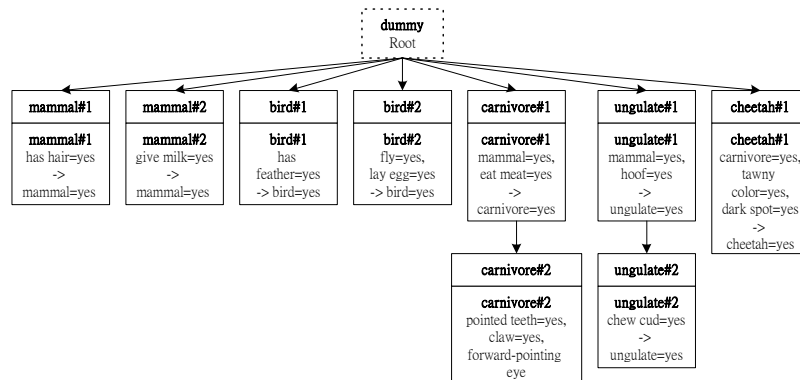 dummy
Root
mammal#1
mammal#1
has hair=yes
->
mammal=yes
mammal#2
mammal#2
give milk=yes
->
mammal=yes
bird#1
bird#1
has
feather=yes
-> bird=yes
bird#2
bird#2
fly=yes,
lay egg=yes
-> bird=yes
carnivore#1
carnivore#1
mammal=yes,
eat meat=yes
->
carnivore=yes
ungulate#1
ungulate#1
mammal=yes,
hoof=yes
->
ungulate=yes
cheetah#1
cheetah#1
carnivore=yes,
tawny
color=yes,
dark spot=yes
->
cheetah=yes
carnivore#2
carnivore#2
pointed teeth=yes,
claw=yes,
forward-pointing
eye
ungulate#2
ungulate#2
chew cud=yes
->
ungulate=yes